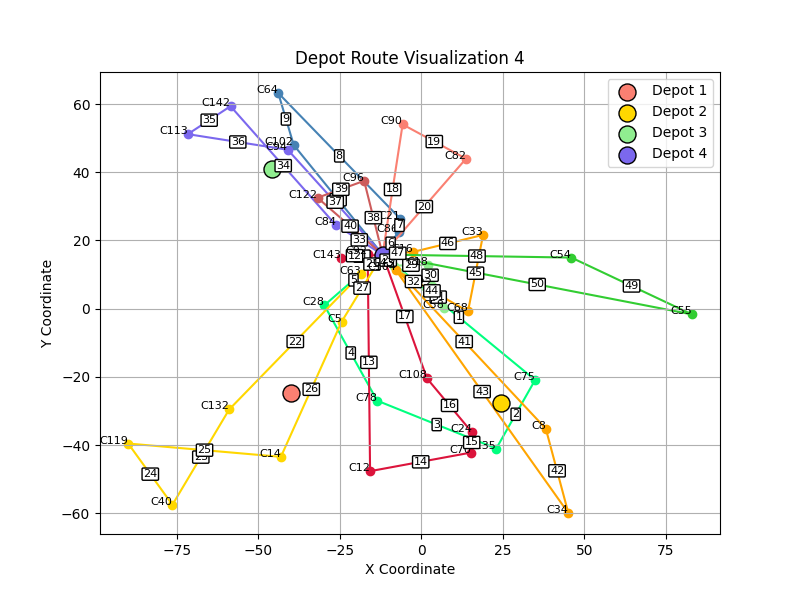 Depot Route Visualization 4
Depot 1
Depot 2
Depot 3
Depot 4
Y Coordinate
60
40
20
0
−20
−40
−60
−75
−50
−25
0
25
50
75
X Coordinate
C64
C142
C113
C102
C94
C90
C82
C96
C122
C84
C33
C143
C54
C63
C28
C5
C58
C68
C55
C108
C75
C78
C132
C24
C8
C35
C119
C14
C12
C40
C34
9
35
36
8
19
34
39
37
18
20
38
40
7
33
46
47
48
45
49
50
30
32
27
44
1
17
41
22
13
4
26
43
16
2
3
15
25
14
24
42